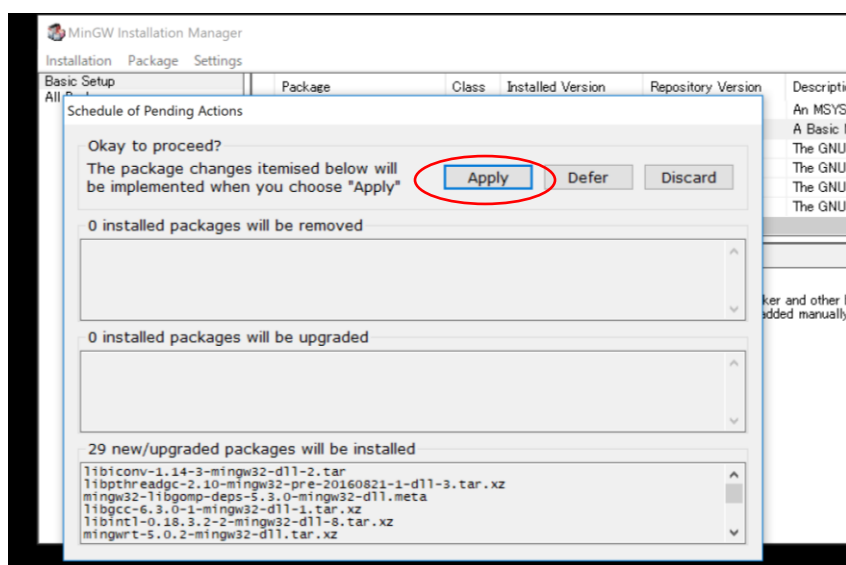 MinGW Installation Manager
Installation Package Settings
Basic Setup
Package Class Installed Version Repository Version
All
An MSYS
Schedule of Pending Actions
A Basic
Okay to proceed?
The GNU
The package changes itemised below will
be implemented when you choose "Apply"
Apply Defer Discard
The GNU
The GNU
The GNU
0 installed packages will be removed
and other
manually
0 installed packages will be upgraded
29 new/upgraded packages will be installed
libiconv-1.14-3-mingw32-dll-2.tar
libpthreadgc-2.10-mingw32-pre-20160821-1-dll-3.tar.xz
mingw32-libgomp-deps-5.3.0-mingw32-dll.meta
libgcc-6.3.0-1-mingw32-dll-1.tar.xz
libintl-0.18.3.2-2-mingw32-dll-8.tar.xz
mingwrt-5.0.2-mingw32-dll.tar.xz